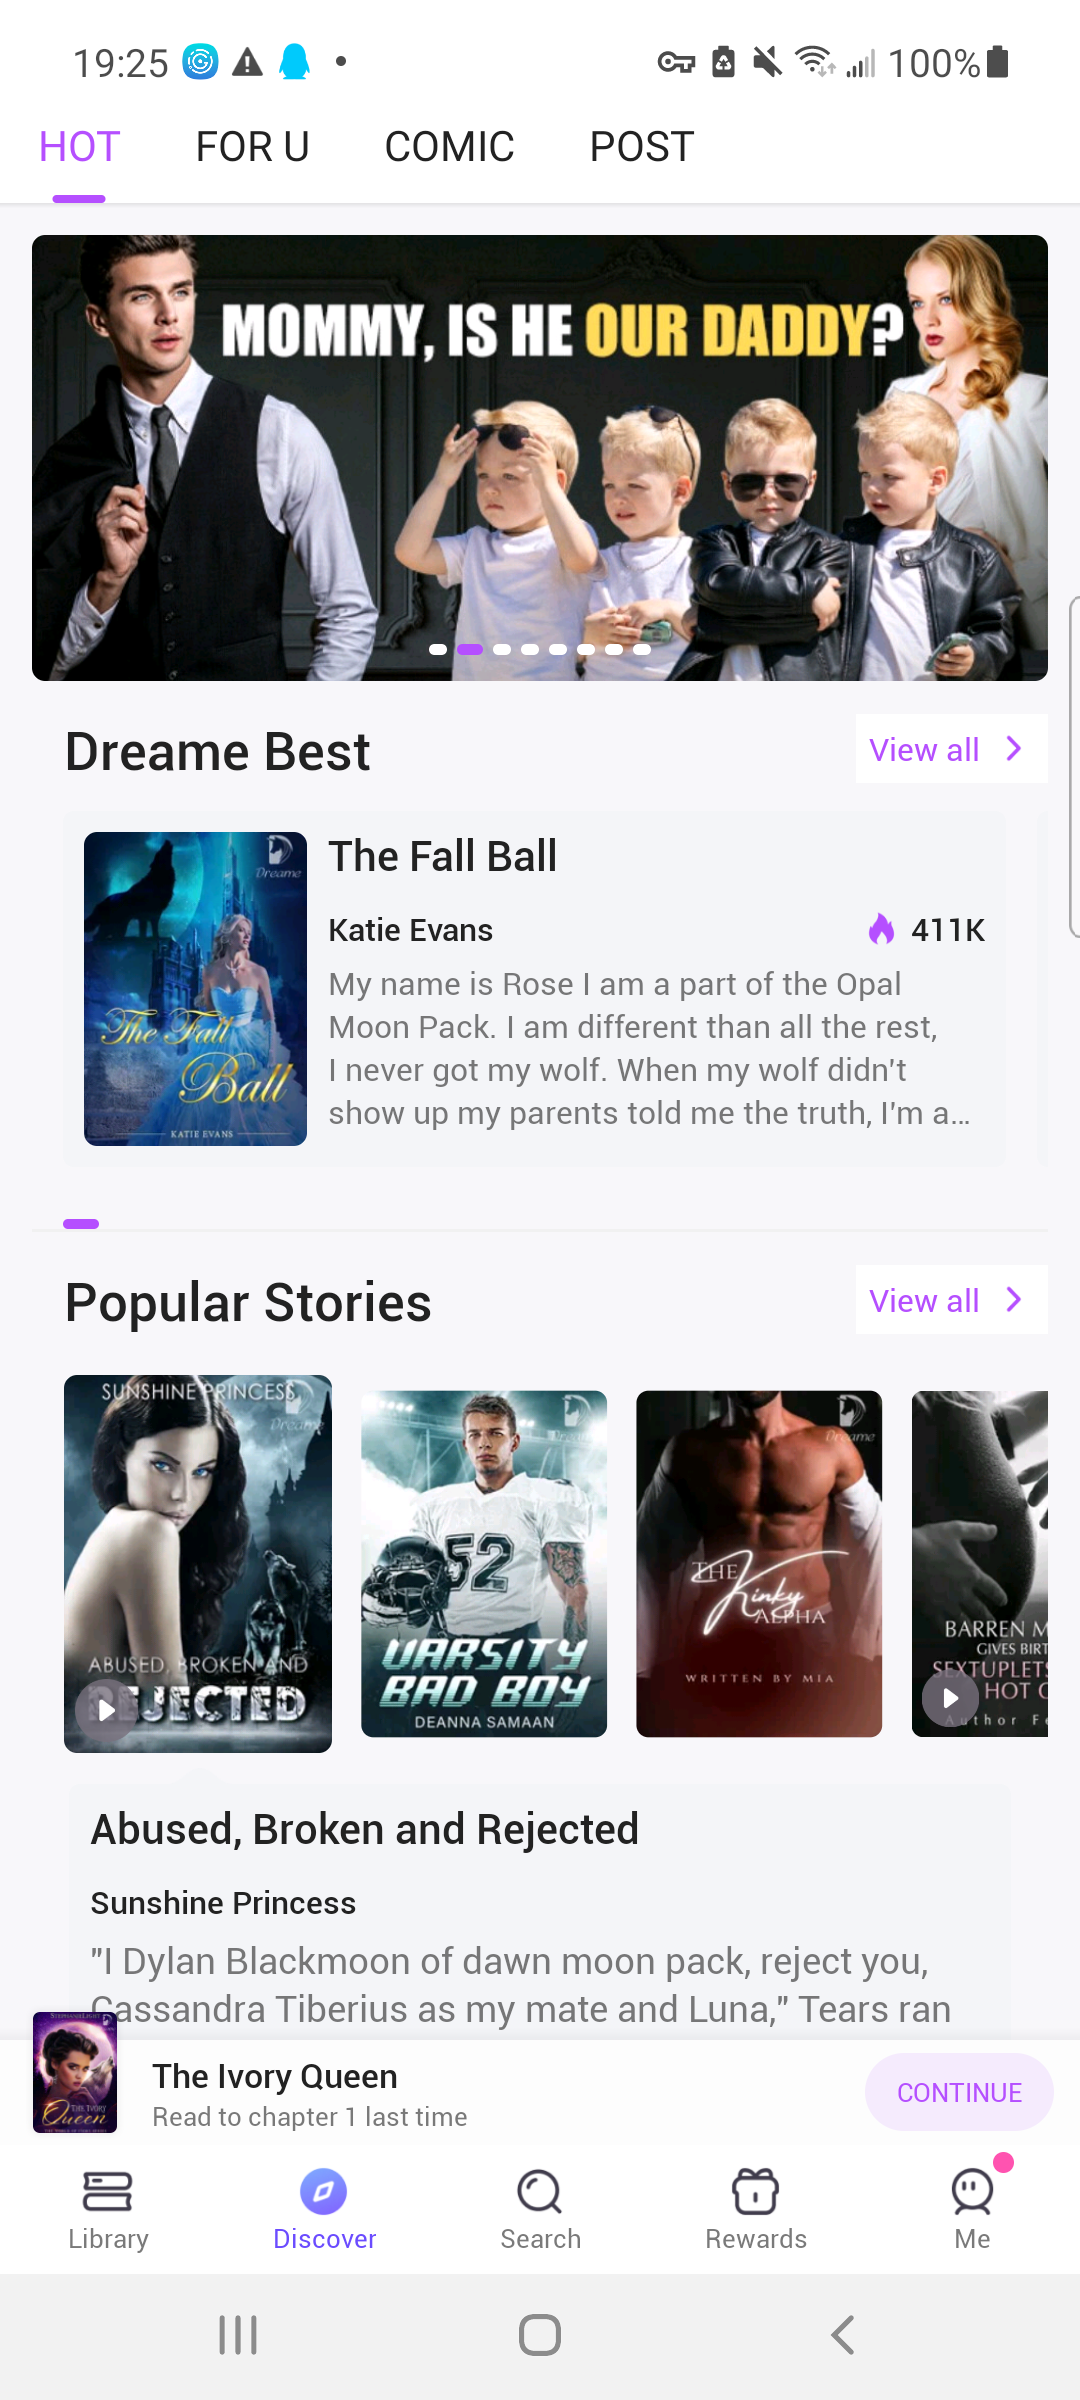 19:25
100%
HOT FOR U COMIC POST
MOMMY, IS HE OUR DADDY?
Dreame Best
View all
Dreame
The Fall
Ball
KATIE EVANS
The Fall Ball
Katie Evans
411K
My name is Rose I am a part of the Opal
Moon Pack. I am different than all the rest,
I never got my wolf. When my wolf didn't
show up my parents told me the truth, I'm a...
Popular Stories
View all
SUNSHINE PRINCESS
Dreame
ABUSED, BROKEN AND
REJECTED
Dreame
52
VARSITY
BAD BOY
DEANNA SAMAAN
Dreame
THE
Kinky
ALPHA
WRITTEN BY MIA
BARREN M
GIVES BIRT
SEXTUPLETS
HOT
Author Fe
Abused, Broken and Rejected
Sunshine Princess
"I Dylan Blackmoon of dawn moon pack, reject you,
Cassandra Tiberius as my mate and Luna," Tears ran
THE IVORY
Queen
The Ivory Queen
Read to chapter 1 last time
CONTINUE
Library
Discover
Search
Rewards
Me